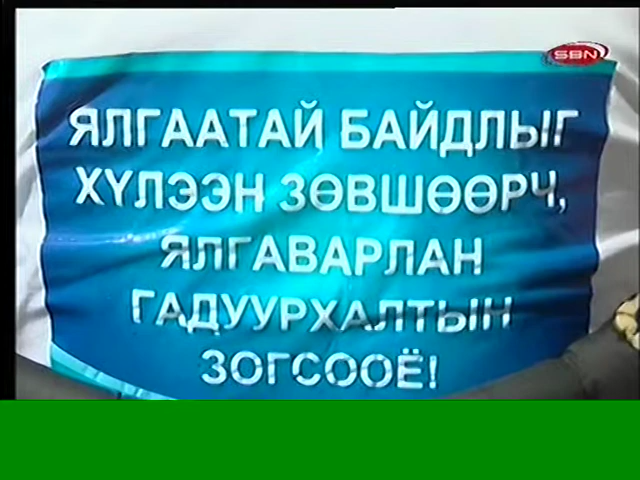 SBN
ЯЛГААТАЙ БАЙДЛЫГ
ХҮЛЭЭН ЗӨВШӨӨРЧ,
ЯЛГАВАРЛАН
ГАДУУРХАЛТЫН
ЗОГСООЁ!